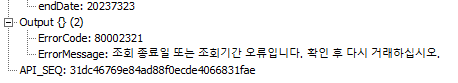 endDate: 20237323
Output {} (2)
ErrorCode: 80002321
ErrorMessage: 조회 종료일 또는 조회기간 오류입니다. 확인 후 다시 거래하십시오.
API_SEQ: 31dc46769e84ad88f0ecde4066831fae